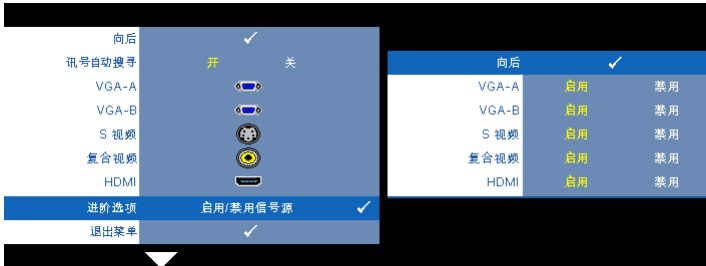 向后
讯号自动搜寻 开 关
VGA-A
VGA-B
S 视频
复合视频
HDMI
进阶选项 启用/禁用信号源
退出菜单
向后
VGA-A 启用 禁用
VGA-B 启用 禁用
S 视频 启用 禁用
复合视频 启用 禁用
HDMI 启用 禁用